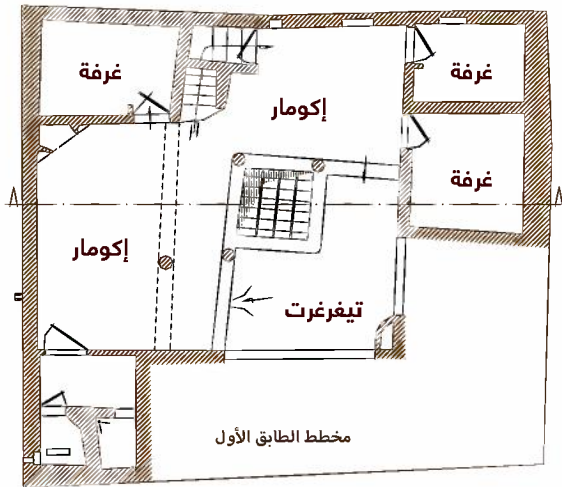 غرفة
غرفة
إكومار
غرفة
إكومار
تيغرغرت
مخطط الطابق الأول
A
A